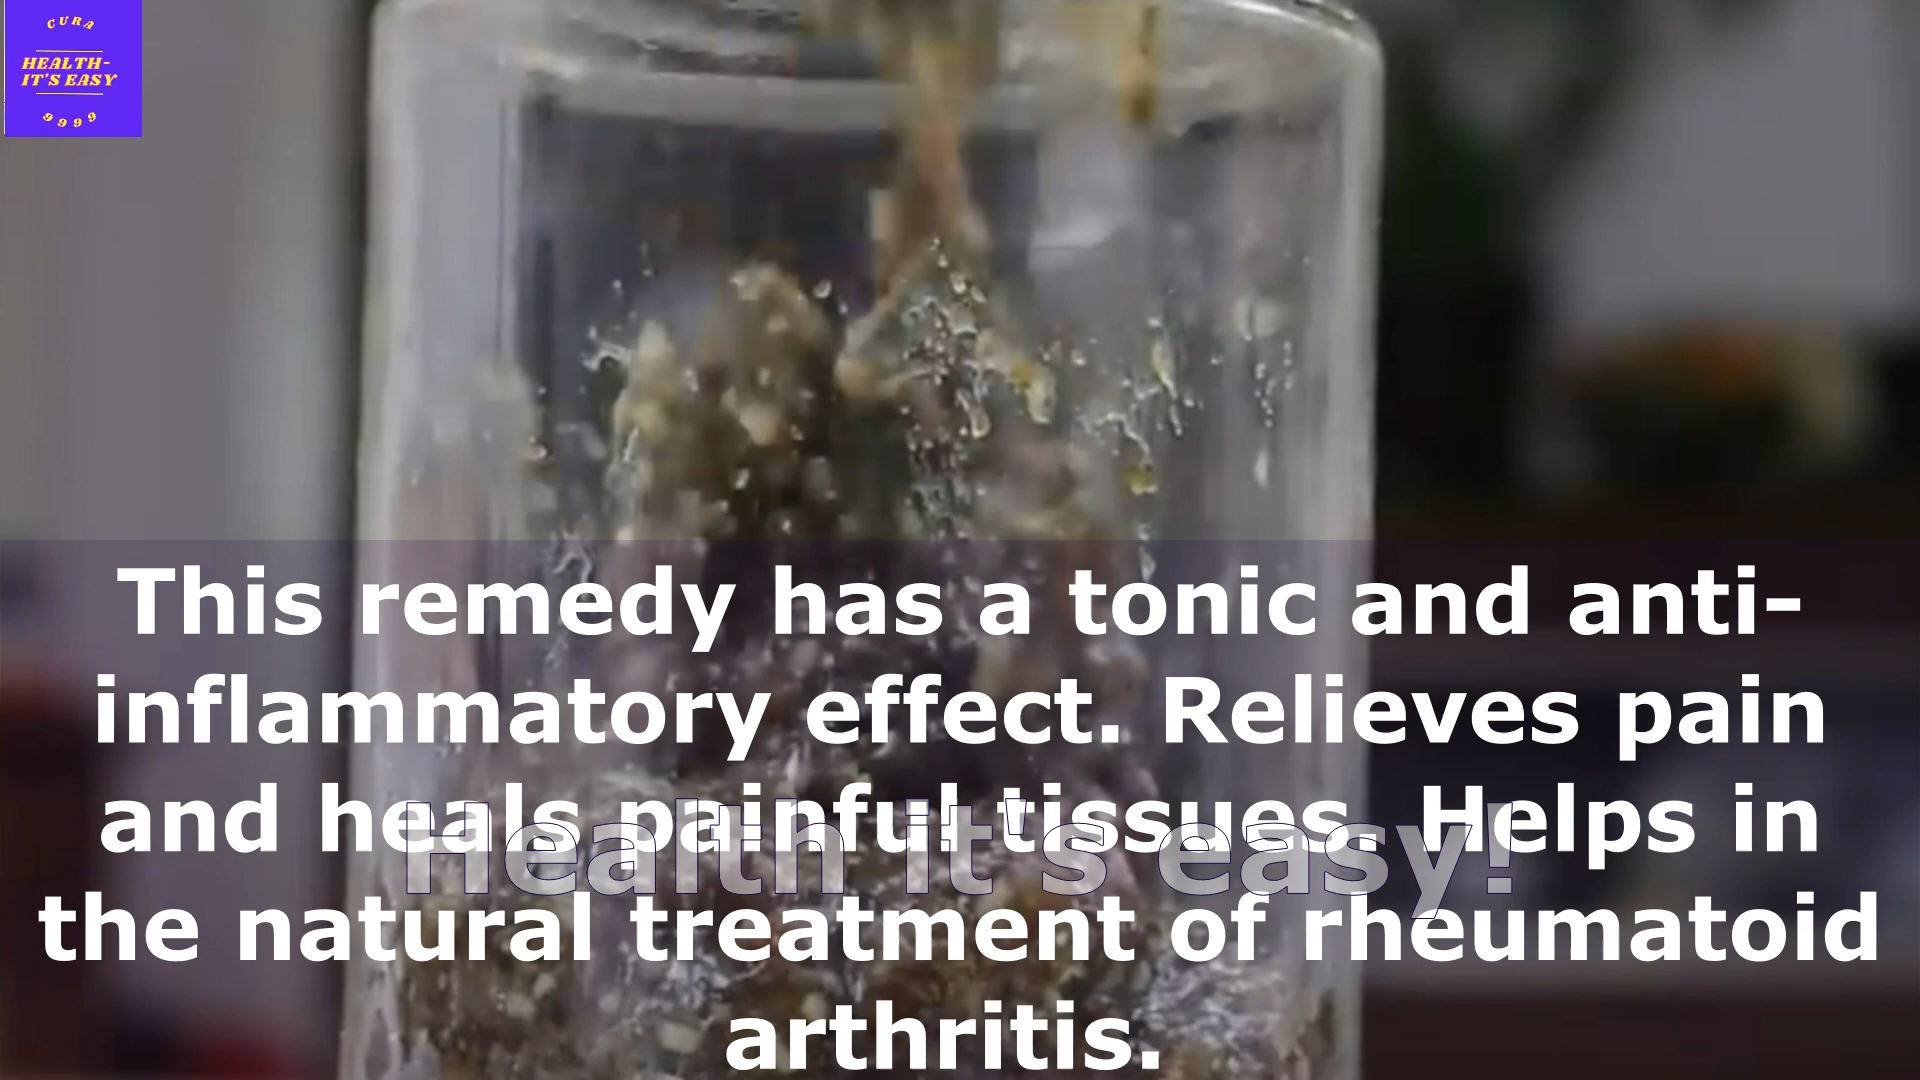 CURA
HEALTH-
IT'S EASY
9999
This remedy has a tonic and anti-
inflammatory effect. Relieves pain
and heals painful tissues. Helps in
Health it's easy!
the natural treatment of rheumatoid
arthritis.